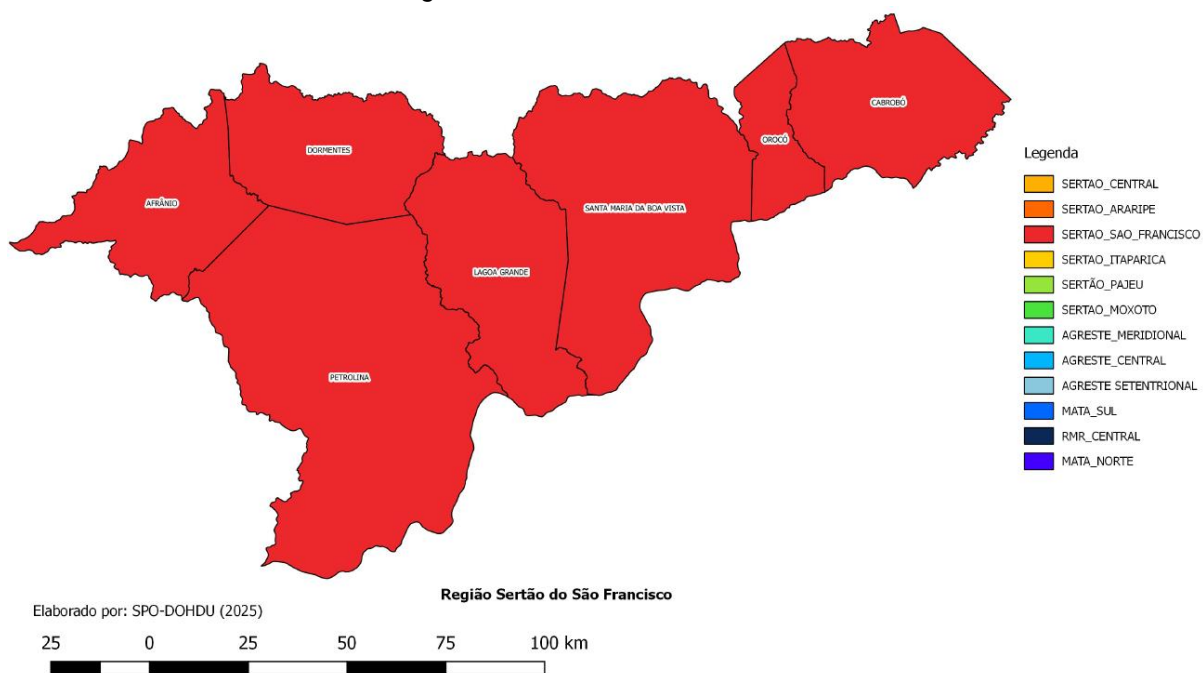 g
CABROBÓ
OROCÓ
DORMENTES
AFRÂNIO
SANTA MARIA DA BOA VISTA
LAGOA GRANDE
PETROLINA
Legenda
SERTAO_CENTRAL
SERTAO_ARARIPE
SERTAO_SAO_FRANCISCO
SERTAO_ITAPARICA
SERTÃO_PAJEU
SERTAO_MOXOTO
AGRESTE_MERIDIONAL
AGRESTE_CENTRAL
AGRESTE SETENTRIONAL
MATA_SUL
RMR_CENTRAL
MATA_NORTE
Região Sertão do São Francisco
Elaborado por: SPO-DOHDU (2025)
25 0 25 50 75 100 km